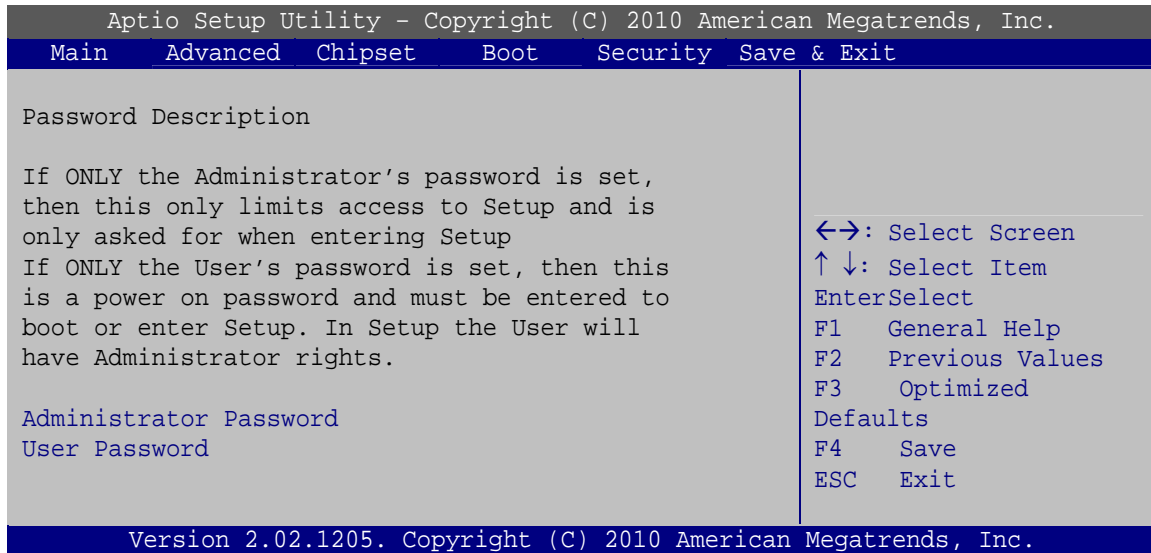 Aptio Setup Utility – Copyright (C) 2010 American Megatrends, Inc.
Main Advanced Chipset Boot Security Save & Exit
Password Description
If ONLY the Administrator’s password is set,
then this only limits access to Setup and is
only asked for when entering Setup
If ONLY the User’s password is set, then this
is a power on password and must be entered to
boot or enter Setup. In Setup the User will
have Administrator rights.
Administrator Password
User Password
←→: Select Screen
↑ ↓: Select Item
EnterSelect
F1 General Help
F2 Previous Values
F3 Optimized
Defaults
F4 Save
ESC Exit
Version 2.02.1205. Copyright (C) 2010 American Megatrends, Inc.